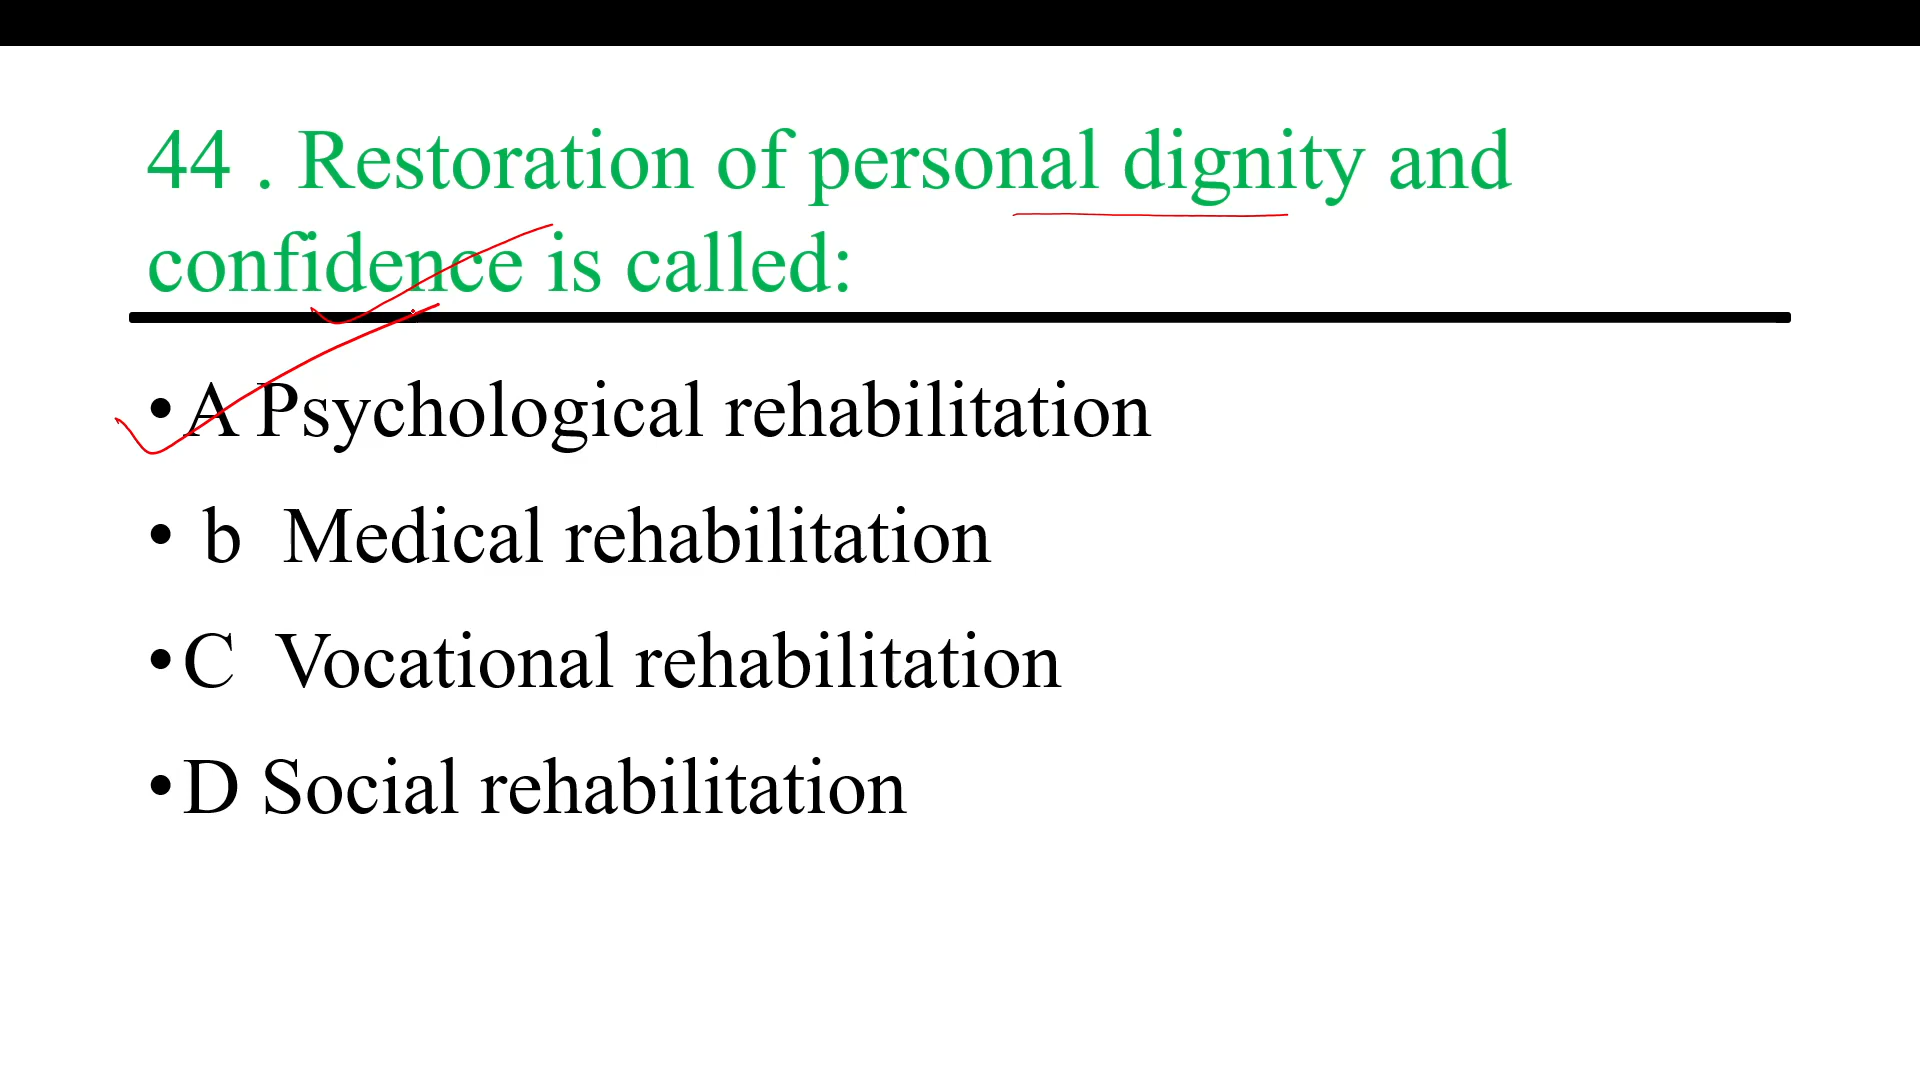 44 . Restoration of personal dignity and
confidence is called:
•A Psychological rehabilitation
• b  Medical rehabilitation
•C  Vocational rehabilitation
•D Social rehabilitation